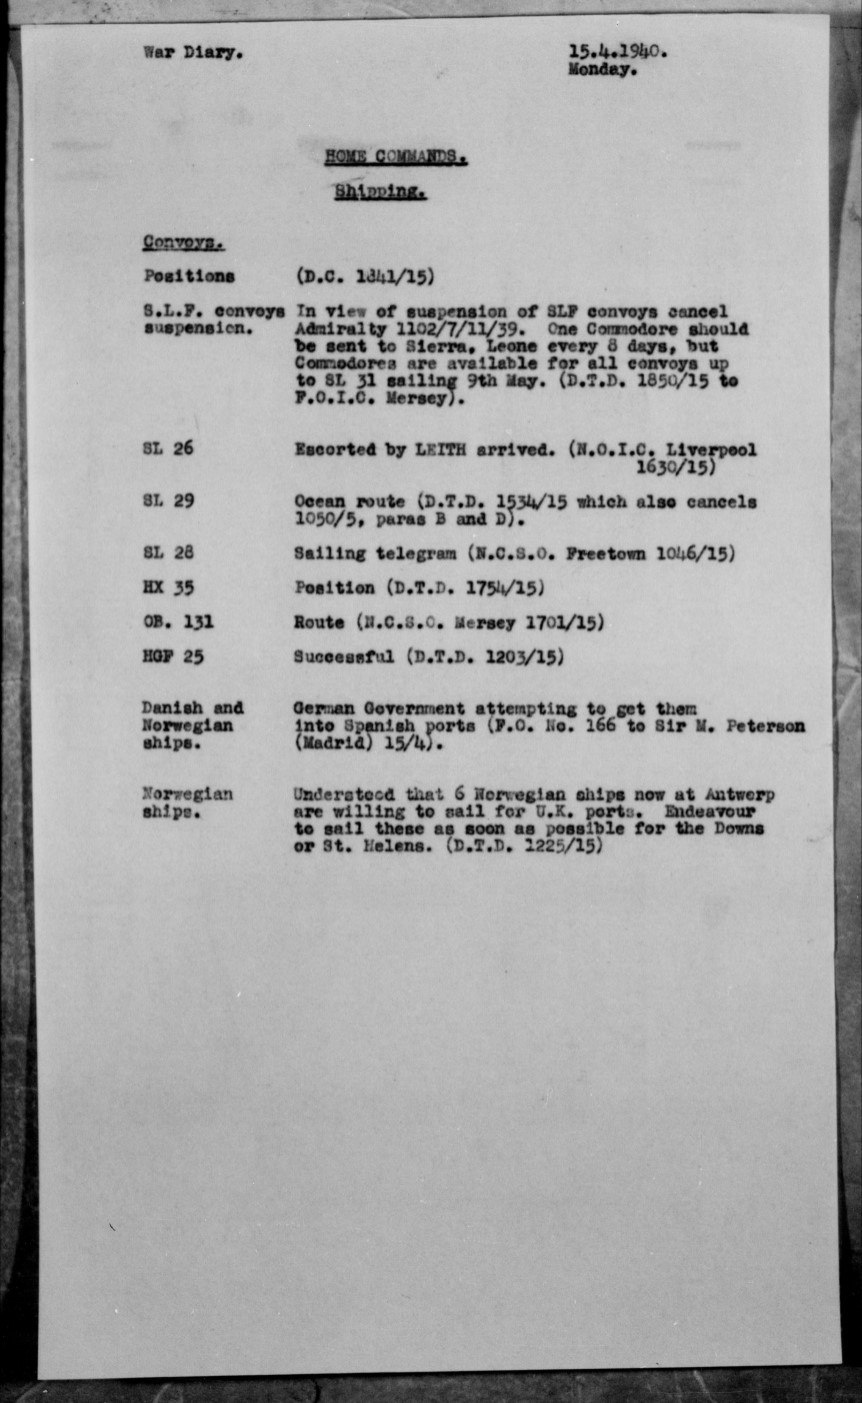 War Diary. 15.4.1940.
Monday.
HOME COMMANDS.
Shipping.
Convoys.
Positions (D.C. 1841/15)
S.L.F. convoys In view of suspension of SLF convoys cancel
suspension. Admiralty 1102/7/11/39. One Commodore should
be sent to Sierra, Leone every 8 days, but
Commodores are available for all convoys up
to SL 31 sailing 9th May. (D.T.D. 1850/15 to
F.O.I.C. Mersey).
SL 26 Escorted by LEITH arrived. (N.O.I.C. Liverpool
1630/15)
SL 29 Ocean route (D.T.D. 1534/15 which also cancels
1050/5, paras B and D).
SL 28 Sailing telegram (N.C.S.O. Freetown 1046/15)
HX 35 Position (D.T.D. 1754/15)
OB. 131 Route (N.C.S.O. Mersey 1701/15)
HGF 25 Successful (D.T.D. 1203/15)
Danish and German Government attempting to get them
Norwegian into Spanish ports (F.O. No. 166 to Sir M. Peterson
ships. (Madrid) 15/4).
Norwegian Understood that 6 Norwegian ships now at Antwerp
ships. are willing to sail for U.K. ports. Endeavour
to sail these as soon as possible for the Downs
or St. Helens. (D.T.D. 1225/15)